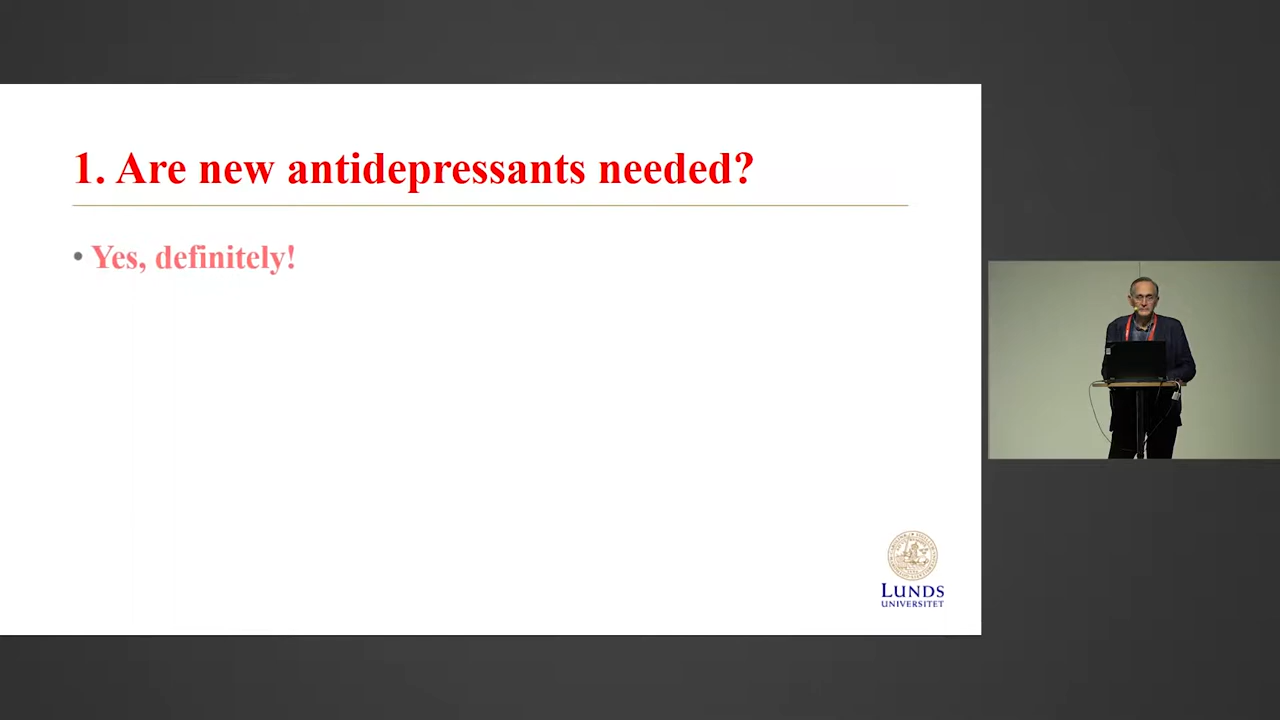 1. Are new antidepressants needed?
• Yes, definitely!
LUNDS
UNIVERSITET